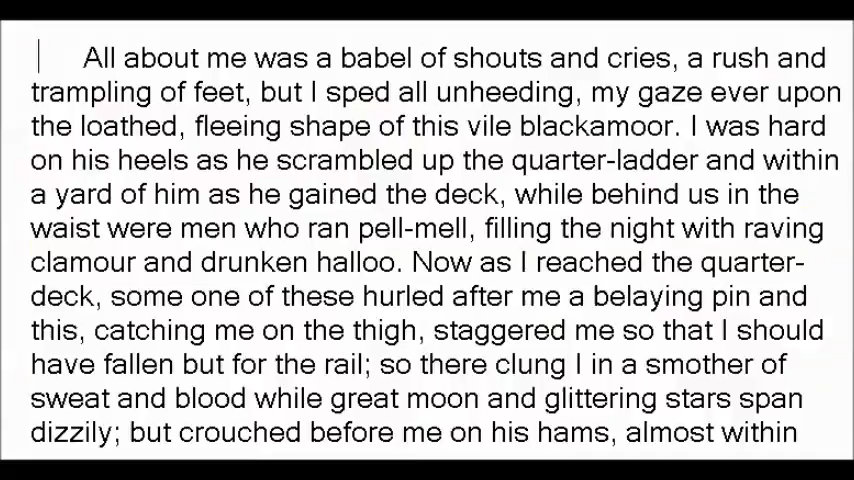 All about me was a babel of shouts and cries, a rush and
trampling of feet, but I sped all unheeding, my gaze ever upon
the loathed, fleeing shape of this vile blackamoor. I was hard
on his heels as he scrambled up the quarter-ladder and within
a yard of him as he gained the deck, while behind us in the
waist were men who ran pell-mell, filling the night with raving
clamour and drunken halloo. Now as I reached the quarter-
deck, some one of these hurled after me a belaying pin and
this, catching me on the thigh, staggered me so that I should
have fallen but for the rail; so there clung I in a smother of
sweat and blood while great moon and glittering stars span
dizzily; but crouched before me on his hams, almost within